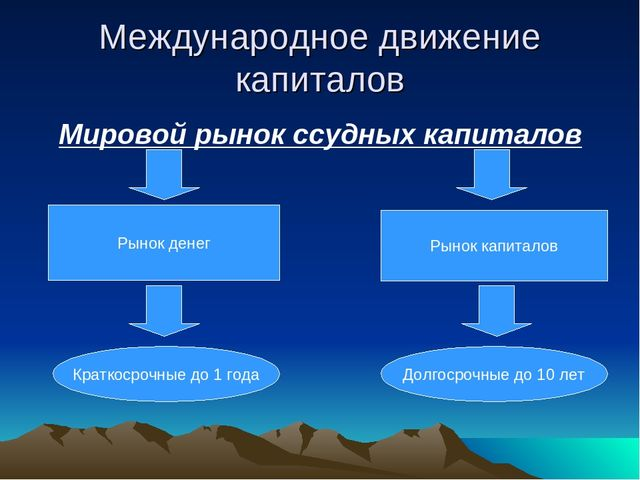 Международное движение
капиталов
Мировой рынок ссудных капиталов
Рынок денег
Рынок капиталов
Краткосрочные до 1 года
Долгосрочные до 10 лет